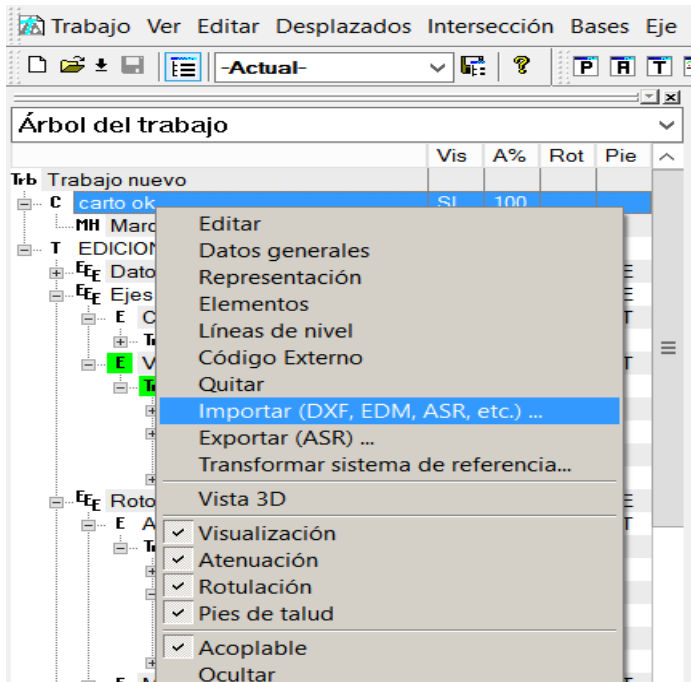 Trabajo Ver Editar Desplazados Intersección Bases Eje
-Actual- ? P A T
Árbol del trabajo
Vis A% Rot Pie
Trb Trabajo nuevo
C carto ok SI 100
MH Marc
T EDICION
EEE Dato E
EEE Ejes E
E C T
E V T
EEE Roto E
E A T
Editar
Datos generales
Representación
Elementos
Líneas de nivel
Código Externo
Quitar
Importar (DXF, EDM, ASR, etc.) ...
Exportar (ASR) ...
Transformar sistema de referencia...
Vista 3D
Visualización
Atenuación
Rotulación
Pies de talud
Acoplable
Ocultar